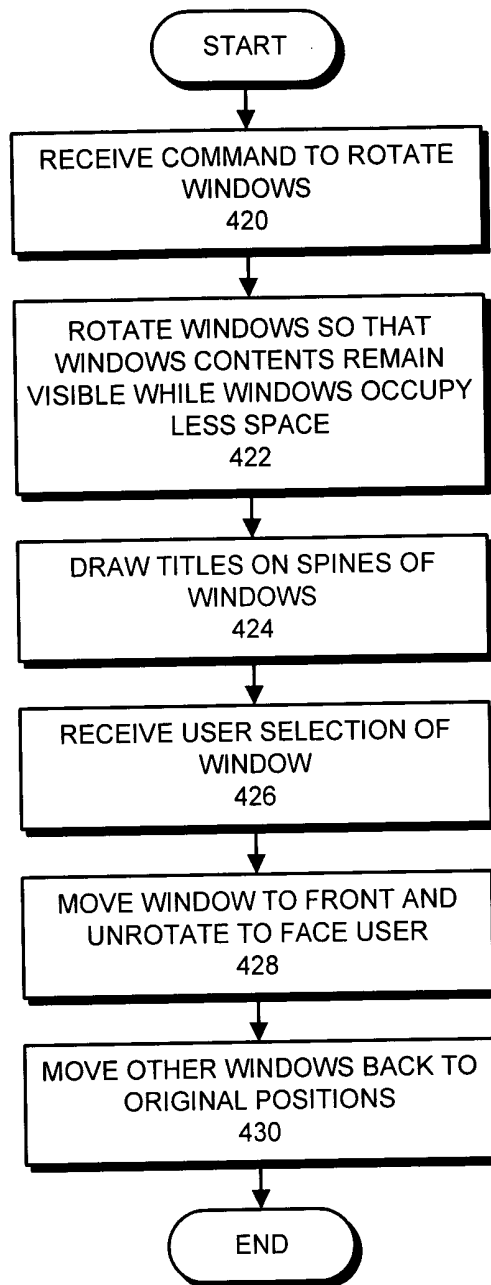 START
RECEIVE COMMAND TO ROTATE
WINDOWS
420
ROTATE WINDOWS SO THAT
WINDOWS CONTENTS REMAIN
VISIBLE WHILE WINDOWS OCCUPY
LESS SPACE
422
DRAW TITLES ON SPINES OF
WINDOWS
424
RECEIVE USER SELECTION OF
WINDOW
426
MOVE WINDOW TO FRONT AND
UNROTATE TO FACE USER
428
MOVE OTHER WINDOWS BACK TO
ORIGINAL POSITIONS
430
END